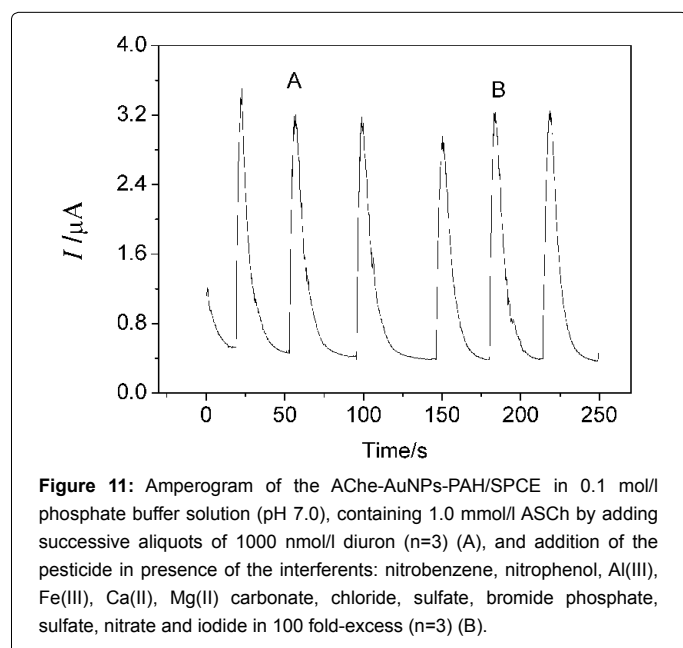 4.0
A
B
3.2
2.4
I /μA
1.6
0.8
0.0
0 50 100 150 200 250
Time/s
Figure 11: Amperogram of the AChe-AuNPs-PAH/SPCE in 0.1 mol/l
phosphate buffer solution (pH 7.0), containing 1.0 mmol/l ASCh by adding
successive aliquots of 1000 nmol/l diuron (n=3) (A), and addition of the
pesticide in presence of the interferents: nitrobenzene, nitrophenol, Al(III),
Fe(III), Ca(II), Mg(II) carbonate, chloride, sulfate, bromide phosphate,
sulfate, nitrate and iodide in 100 fold-excess (n=3) (B).